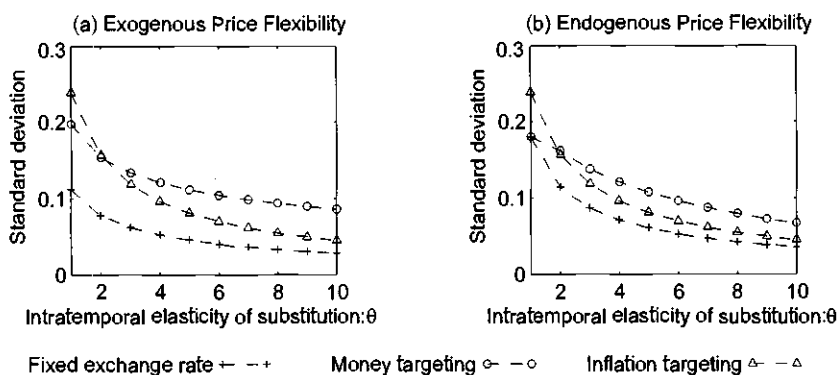 (a) Exogenous Price Flexibility
0.3
0.2
0.1
0
Standard deviation
2 4 6 8 10
Intratemporal elasticity of substitution:θ
(b) Endogenous Price Flexibility
0.3
0.2
0.1
0
Standard deviation
2 4 6 8 10
Intratemporal elasticity of substitution:θ
Fixed exchange rate
Money targeting
Inflation targeting